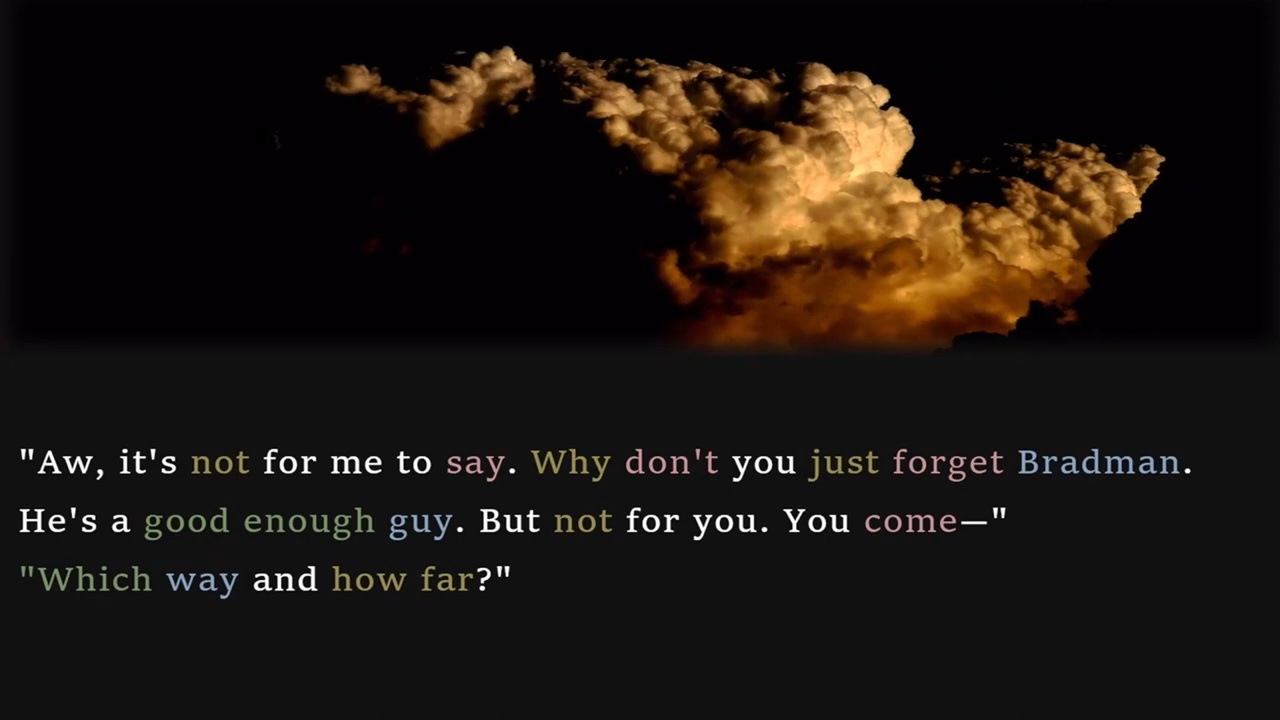 "Aw, it's not for me to say. Why don't you just forget Bradman.
He's a good enough guy. But not for you. You come—"
"Which way and how far?"